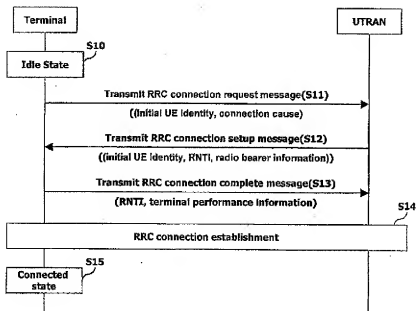 Terminal
UTRAN
S10
Idle State
Transmit RRC connection request message(S11)
((Initial UE Identity, connection cause)
Transmit RRC connection setup message(S12)
((initial UE identity, RNTI, radio bearer information))
Transmit RRC connection complete message(S13)
(RNTI, terminal performance information)
S14
RRC connection establishment
S15
Connected
state